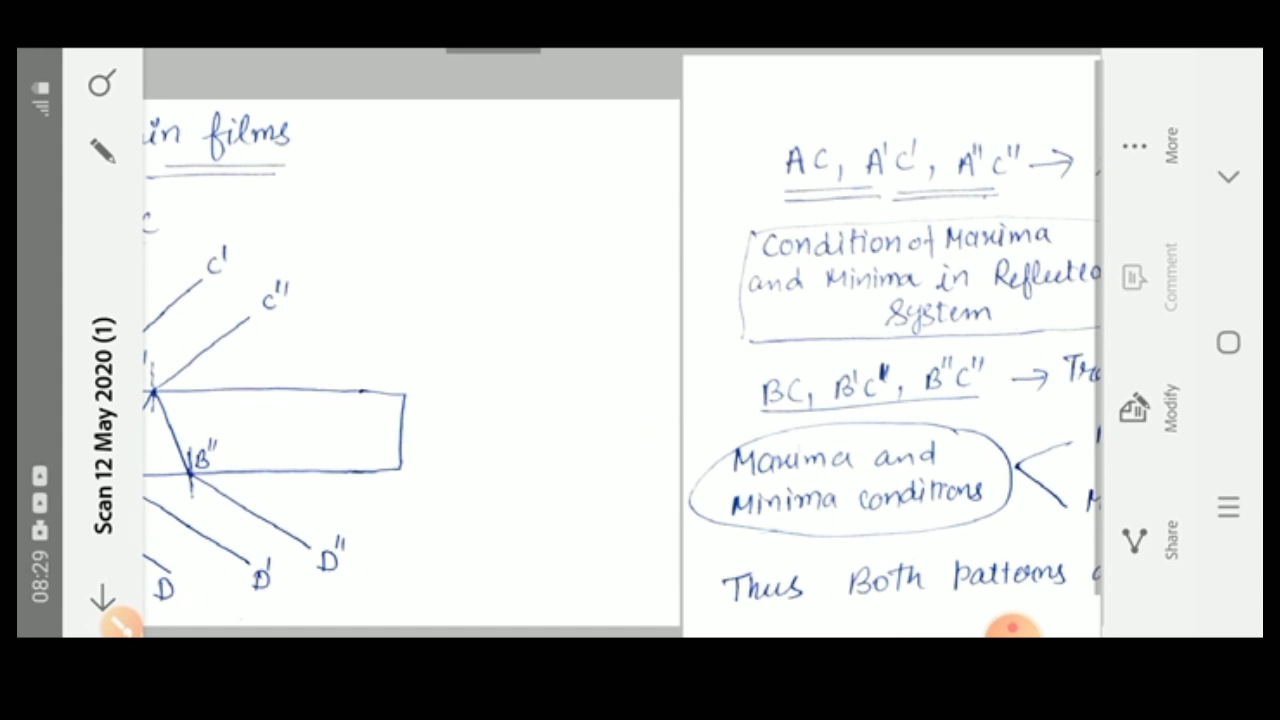 08:29
Scan 12 May 2020 (1)
in films
C
C'
C"
B"
D
D'
D"
AC, A'C', A"C" →
Condition of Maxima
and Minima in Reflecte
System
BC, B'C", B"C" → Tra
Maxima and
Minima conditions
Thus Both patterns
More
Comment
Modify
Share